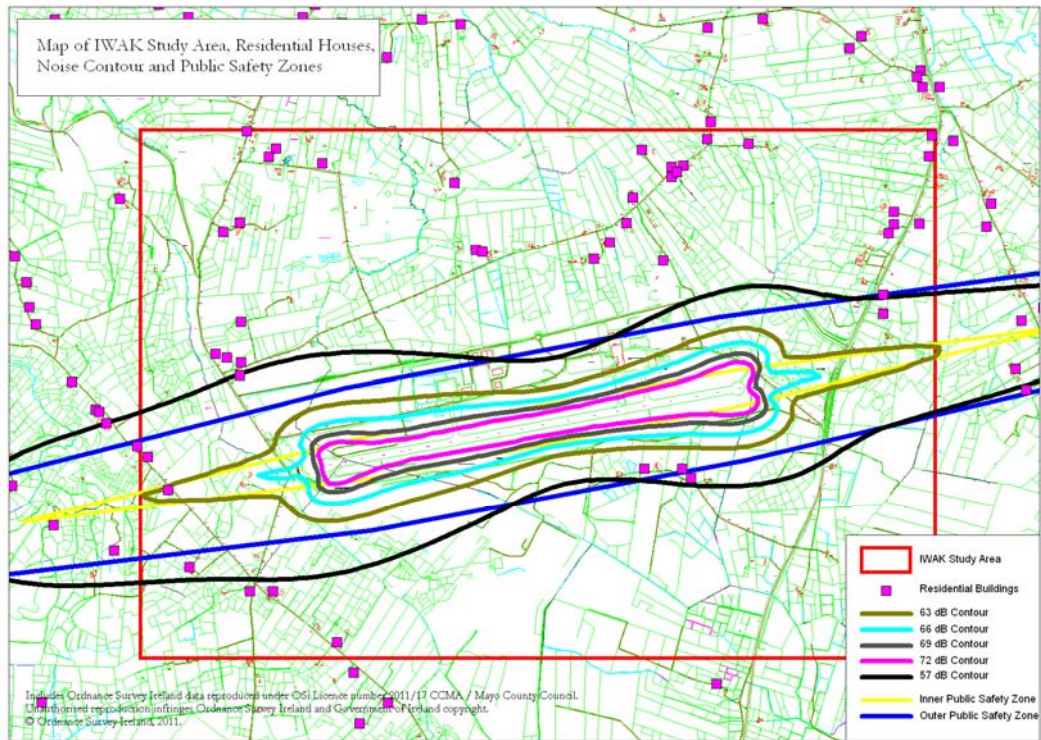 Map of IWAK Study Area, Residential Houses,
Noise Contour and Public Safety Zones
IWAK Study Area
Residential Buildings
63 dB Contour
66 dB Contour
69 dB Contour
72 dB Contour
57 dB Contour
Inner Public Safety Zone
Outer Public Safety Zone
Includes Ordnance Survey Ireland data reproduced under OSi Licence number 2011/17 CCMA / Mayo County Council.
Unauthorised reproduction infringes Ordnance Survey Ireland and Government of Ireland copyright.
© Ordnance Survey Ireland, 2011.